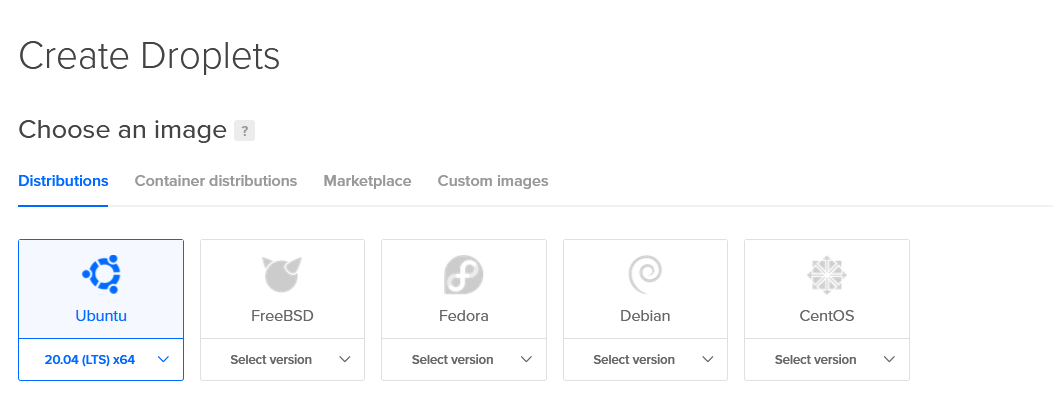 Create Droplets
Choose an image ?
Distributions Container distributions Marketplace Custom images
Ubuntu FreeBSD Fedora Debian CentOS
20.04 (LTS) x64 Select version Select version Select version Select version